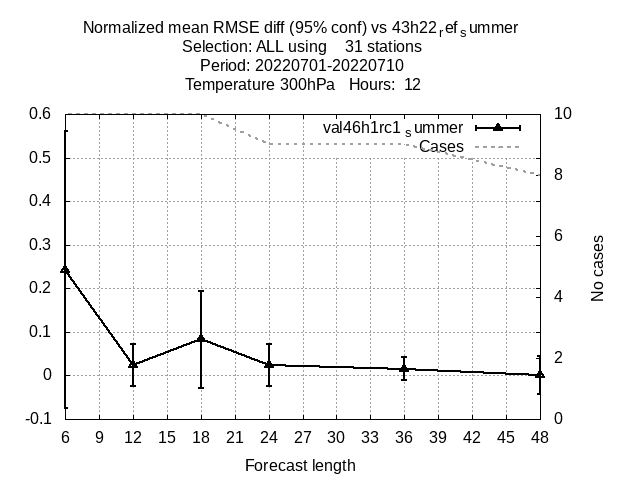 Normalized mean RMSE diff (95% conf) vs 43h22refsummer
Selection: ALL using 31 stations
Period: 20220701-20220710
Temperature 300hPa Hours: 12
val46h1rc1summer
Cases
0.6
0.5
0.4
0.3
0.2
0.1
0
-0.1
10
8
6
4
2
0
No cases
6 9 12 15 18 21 24 27 30 33 36 39 42 45 48
Forecast length